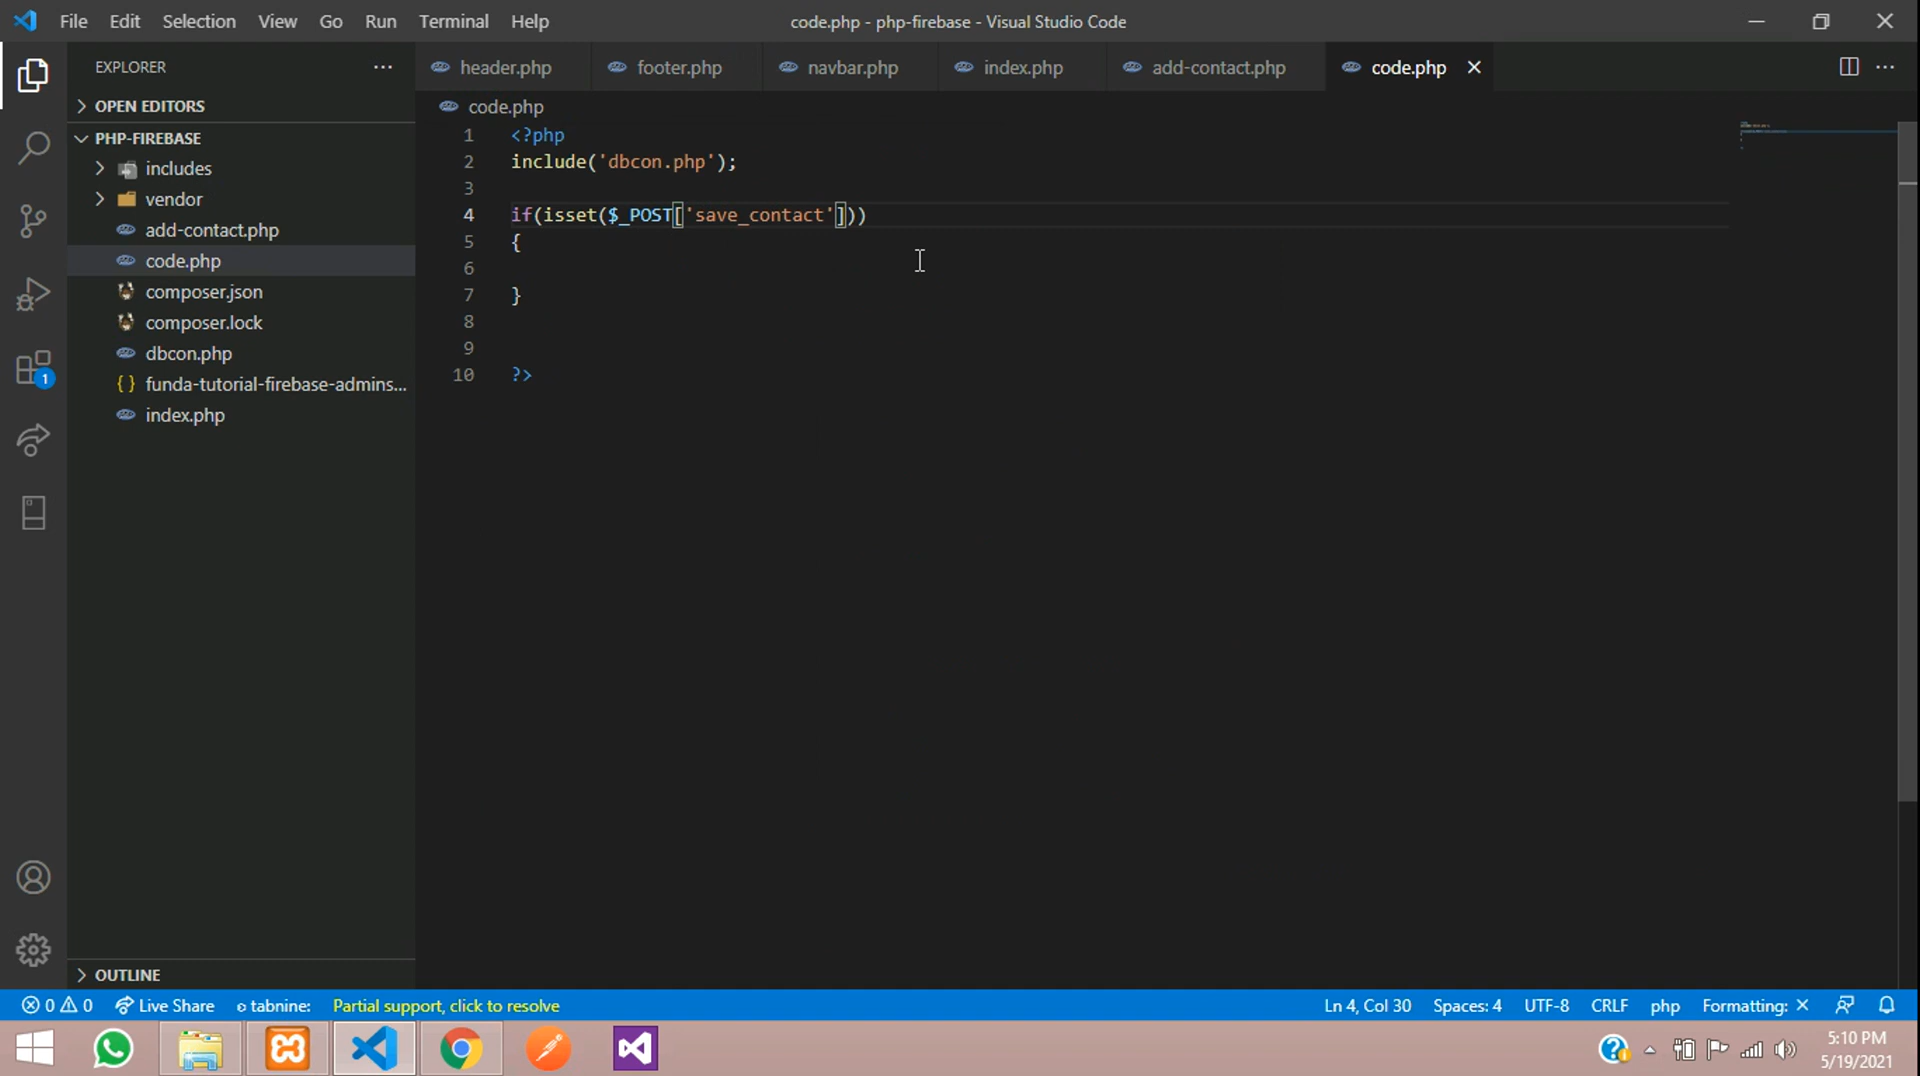 File Edit Selection View Go Run Terminal Help
code.php - php-firebase - Visual Studio Code
EXPLORER
header.php
footer.php
navbar.php
index.php
add-contact.php
code.php
OPEN EDITORS
PHP-FIREBASE
includes
vendor
add-contact.php
code.php
composer.json
composer.lock
dbcon.php
{} funda-tutorial-firebase-admins...
index.php
OUTLINE
1
code.php
1 <?php
2 include('dbcon.php');
3
4 if(isset($_POST['save_contact']))
5 {
6
7 }
8
9
10 ?>
0 0 Live Share tabnine: Partial support, click to resolve
Ln 4, Col 30 Spaces: 4 UTF-8 CRLF php Formatting: ×
5:10 PM
5/19/2021